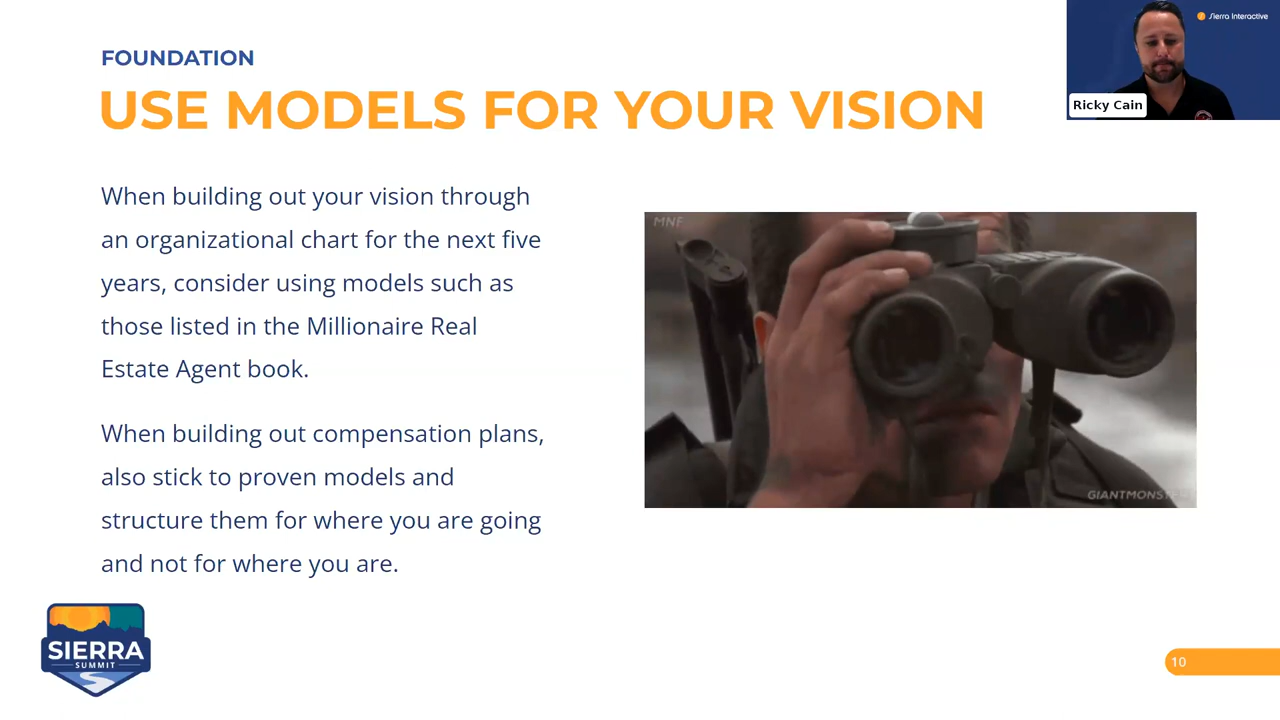 FOUNDATION
USE MODELS FOR YOUR VISION
Sierra Interactive
Ricky Cain
When building out your vision through
an organizational chart for the next five
years, consider using models such as
those listed in the Millionaire Real
Estate Agent book.
When building out compensation plans,
also stick to proven models and
structure them for where you are going
and not for where you are.
MNF
SIERRA
SUMMIT
10